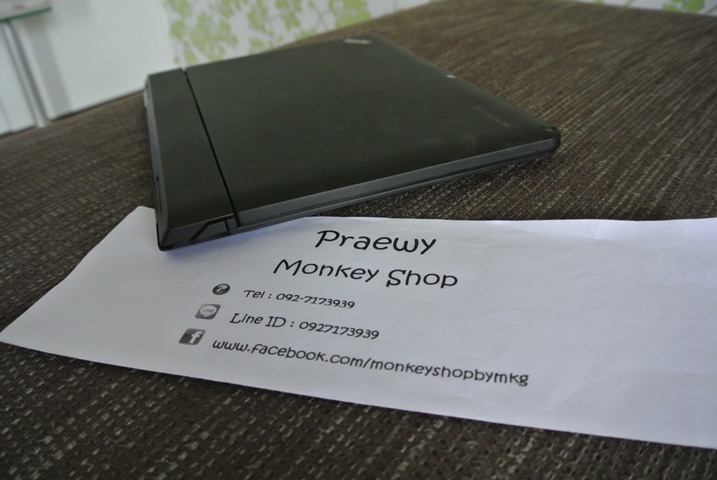 Praewy
Monkey Shop
Tel : 092-7173939
Line ID : 0927173939
www.facebook.com/monkeyshopbymkg